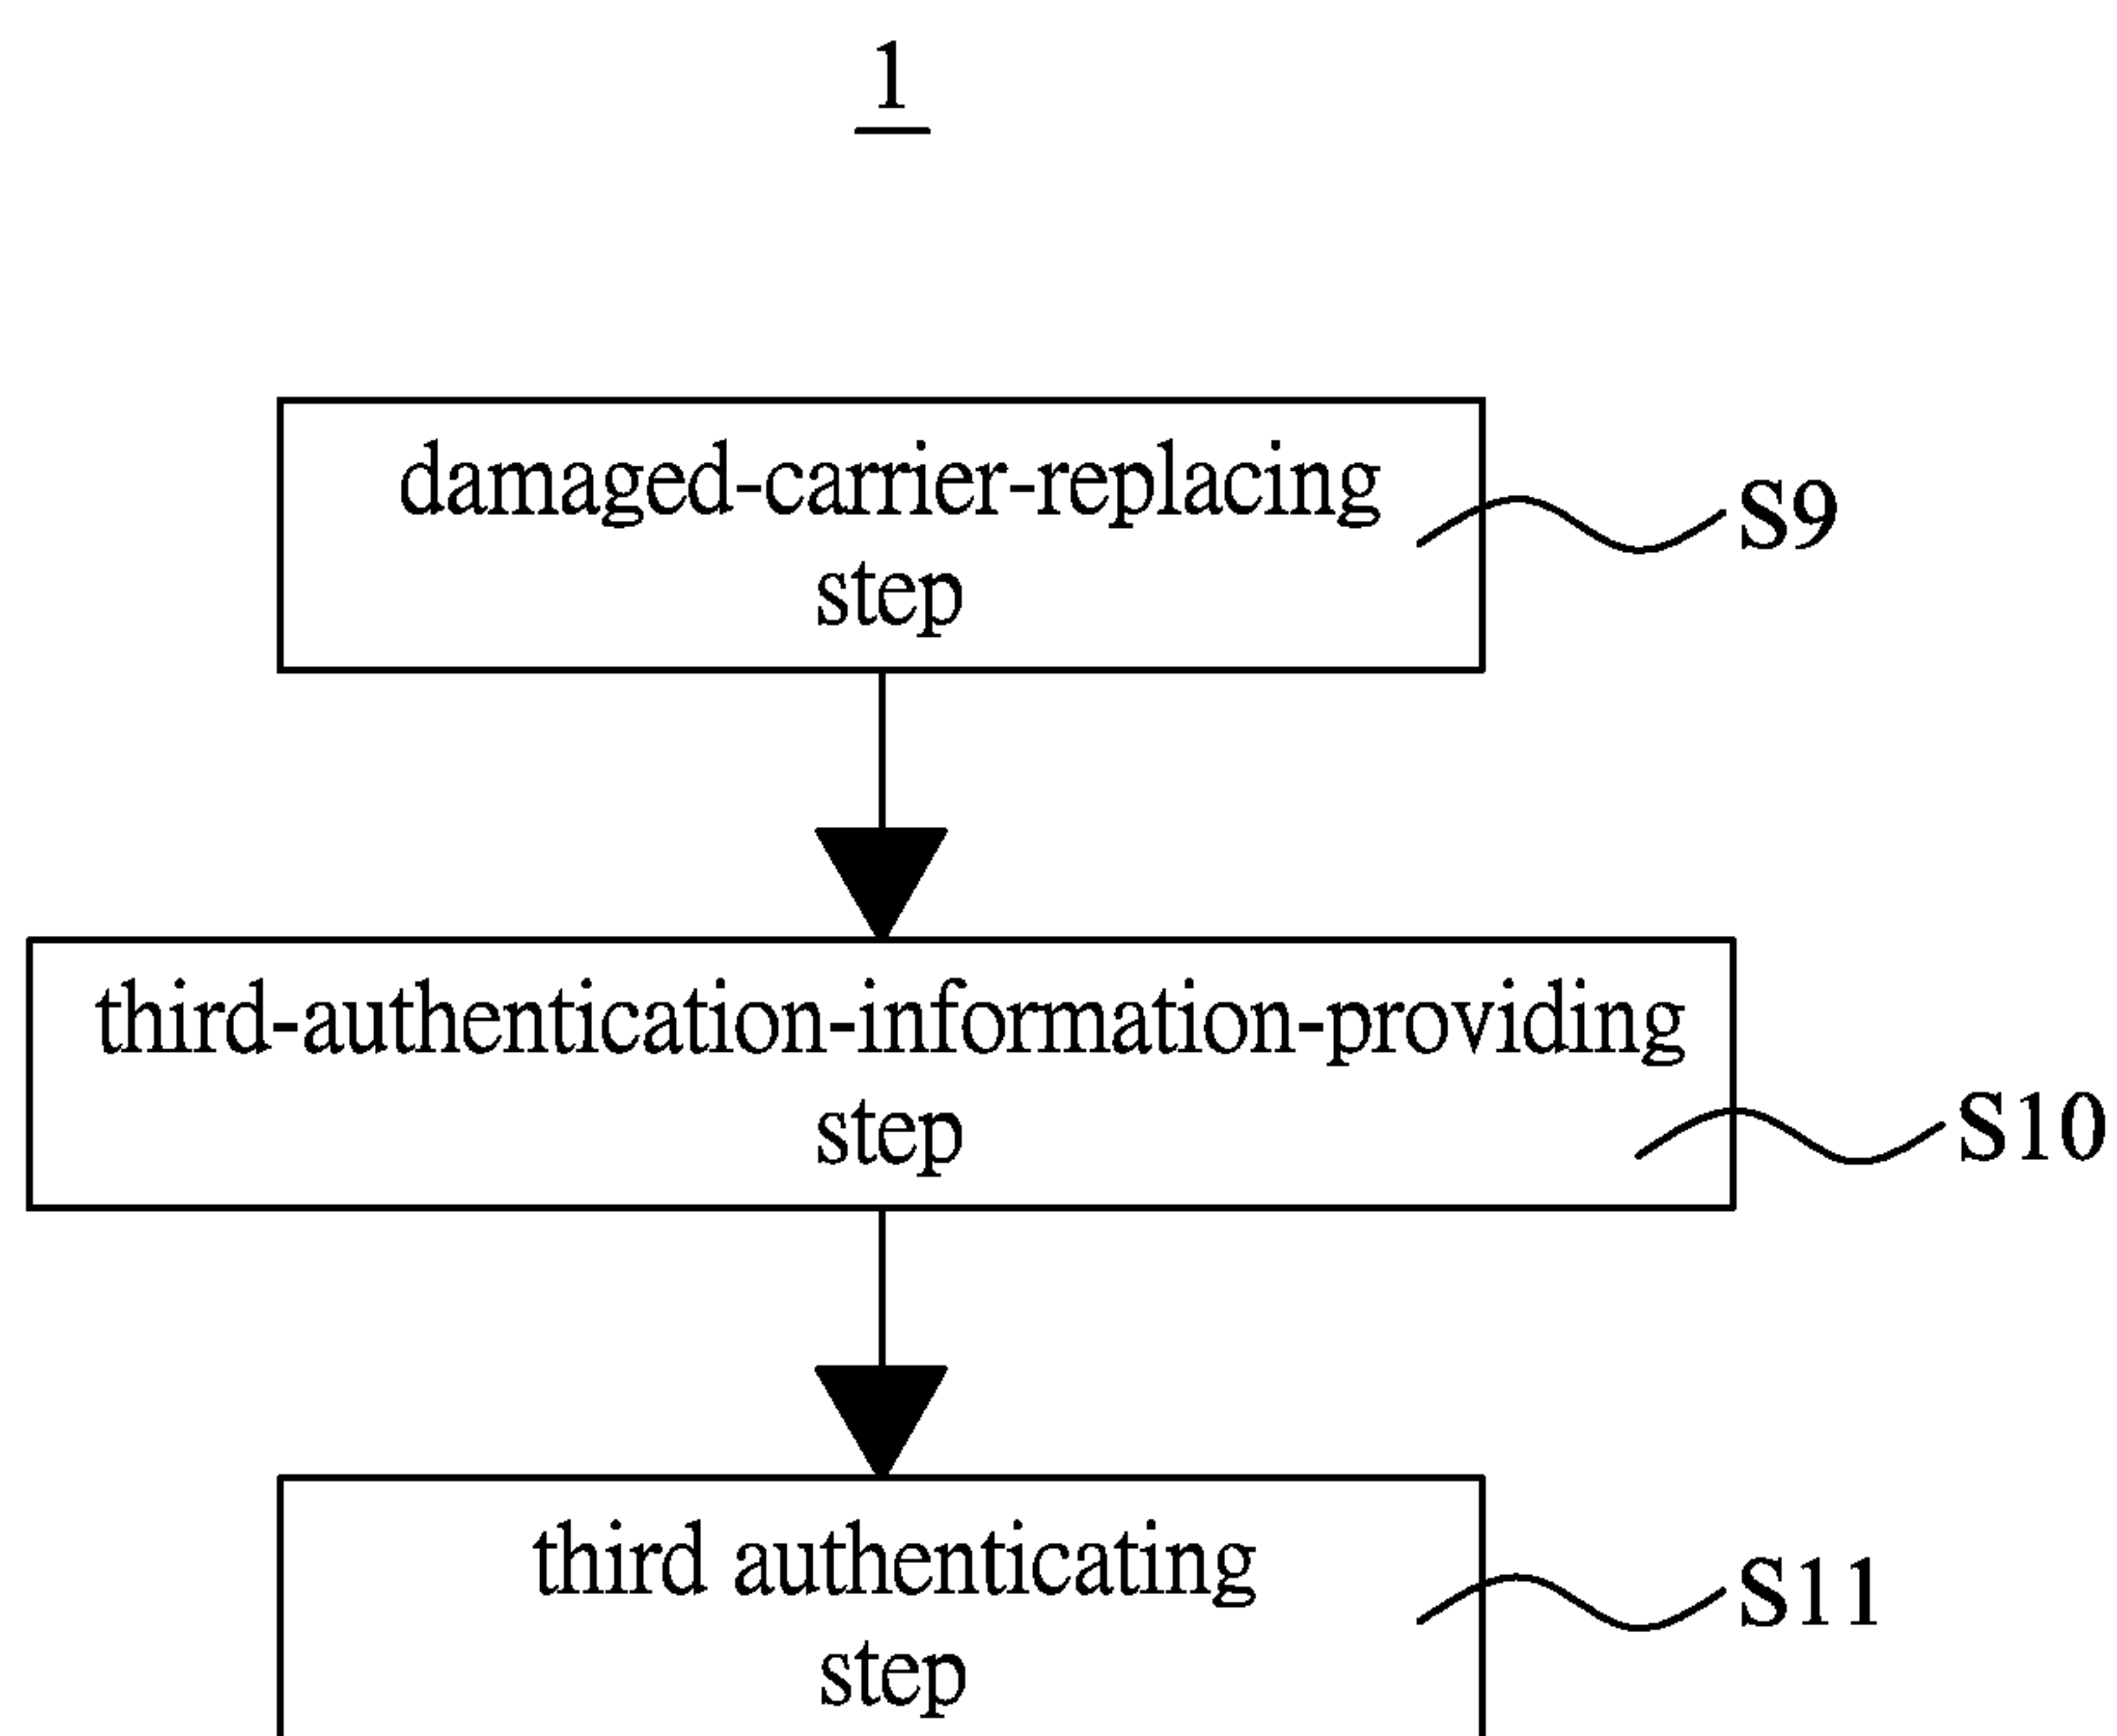 1
damaged-carrier-replacing
step
S9
third-authentication-information-providing
step
S10
third authenticating
step
S11